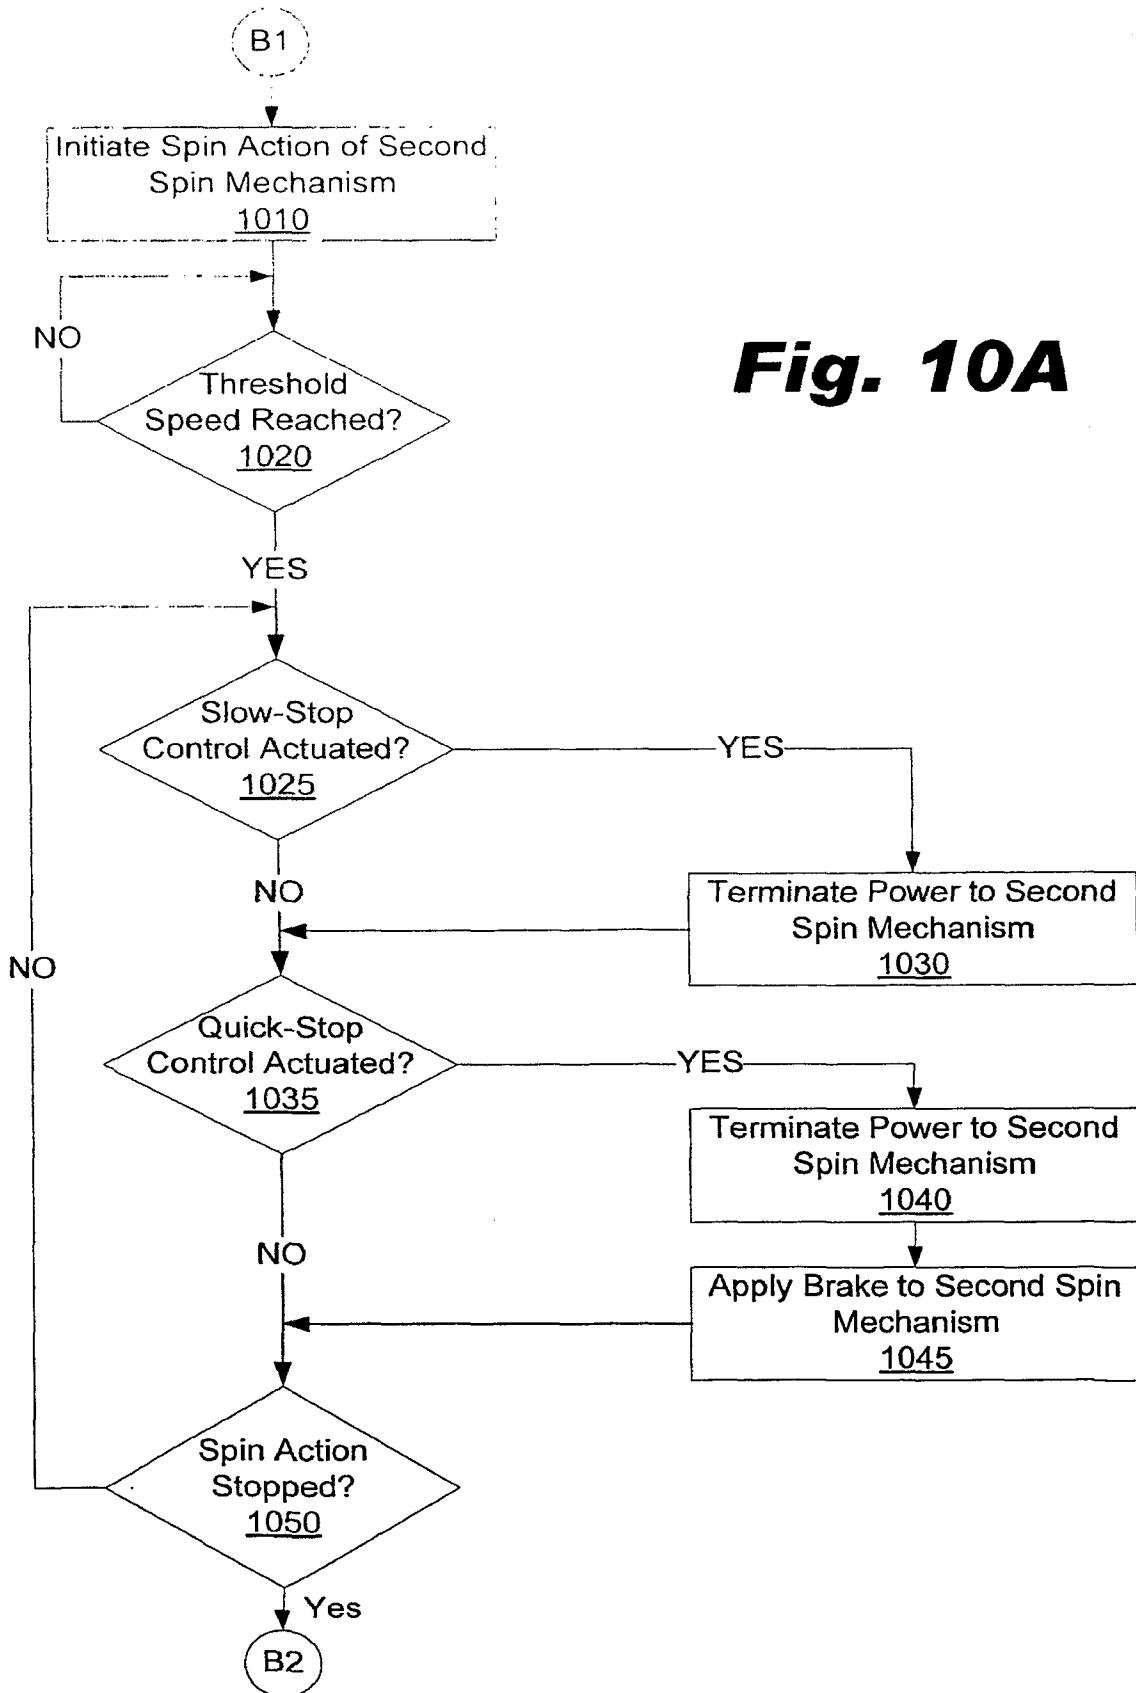 B1
Initiate Spin Action of Second
Spin Mechanism
1010
NO
Threshold
Speed Reached?
1020
Fig. 10A
YES
Slow-Stop
Control Actuated?
1025
YES
NO
Terminate Power to Second
Spin Mechanism
1030
NO
Quick-Stop
Control Actuated?
1035
YES
Terminate Power to Second
Spin Mechanism
1040
NO
Apply Brake to Second Spin
Mechanism
1045
Spin Action
Stopped?
1050
Yes
B2